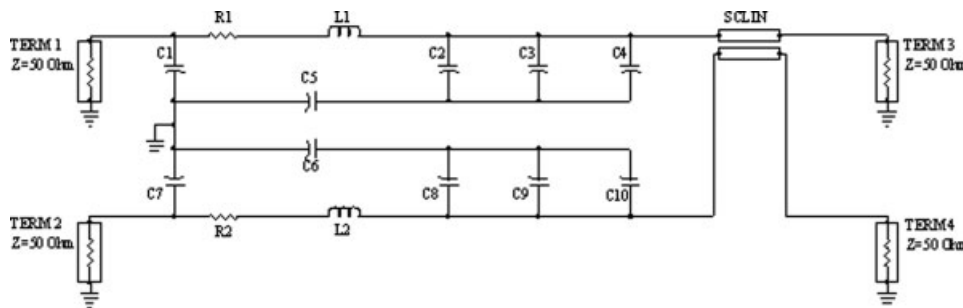 R1
L1
SCLIN
TERM 1
Z=50 Ohm
C1
C2
C3
C4
TERM 3
Z=50 Ohm
C5
C6
C7
C8
C9
C10
TERM 2
Z=50 Ohm
R2
L2
TERM4
Z=50 Ohm